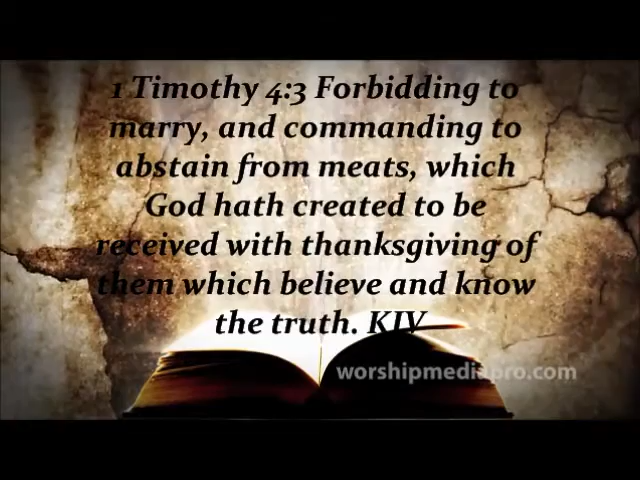 1 Timothy 4:3 Forbidding to
marry, and commanding to
abstain from meats, which
God hath created to be
received with thanksgiving of
them which believe and know
the truth. KJV
worshipmediapro.com